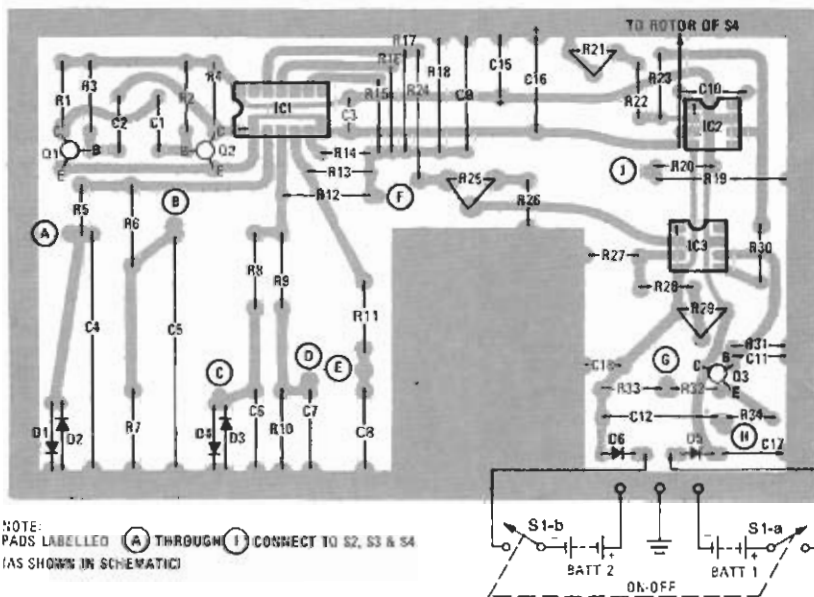 TO ROTOR OF S4
R17
R16
R15
R24
R18
C9
C15
C16
R21
R22
R23
C10
IC2
R1
R3
C2
C1
R2
R4
IC1
1
C3
R14
R13
R12
C
Q1
B
E
C
Q2
E
R5
A
C4
R6
B
C5
R7
D1
D2
R8
R9
C
D
E
R11
D4
D3
C6
R10
C7
C8
F
R25
R26
J
R20
R19
1
IC3
R27
R28
R29
R30
R31
C11
G
C
B
Q3
E
R33
R32
C12
R34
H
D6
D5
C17
S1-b
BATT 2
S1-a
BATT 1
ON-OFF
NOTE:
PADS LABELLED A THROUGH I CONNECT TO S2, S3 & S4
(AS SHOWN IN SCHEMATIC)